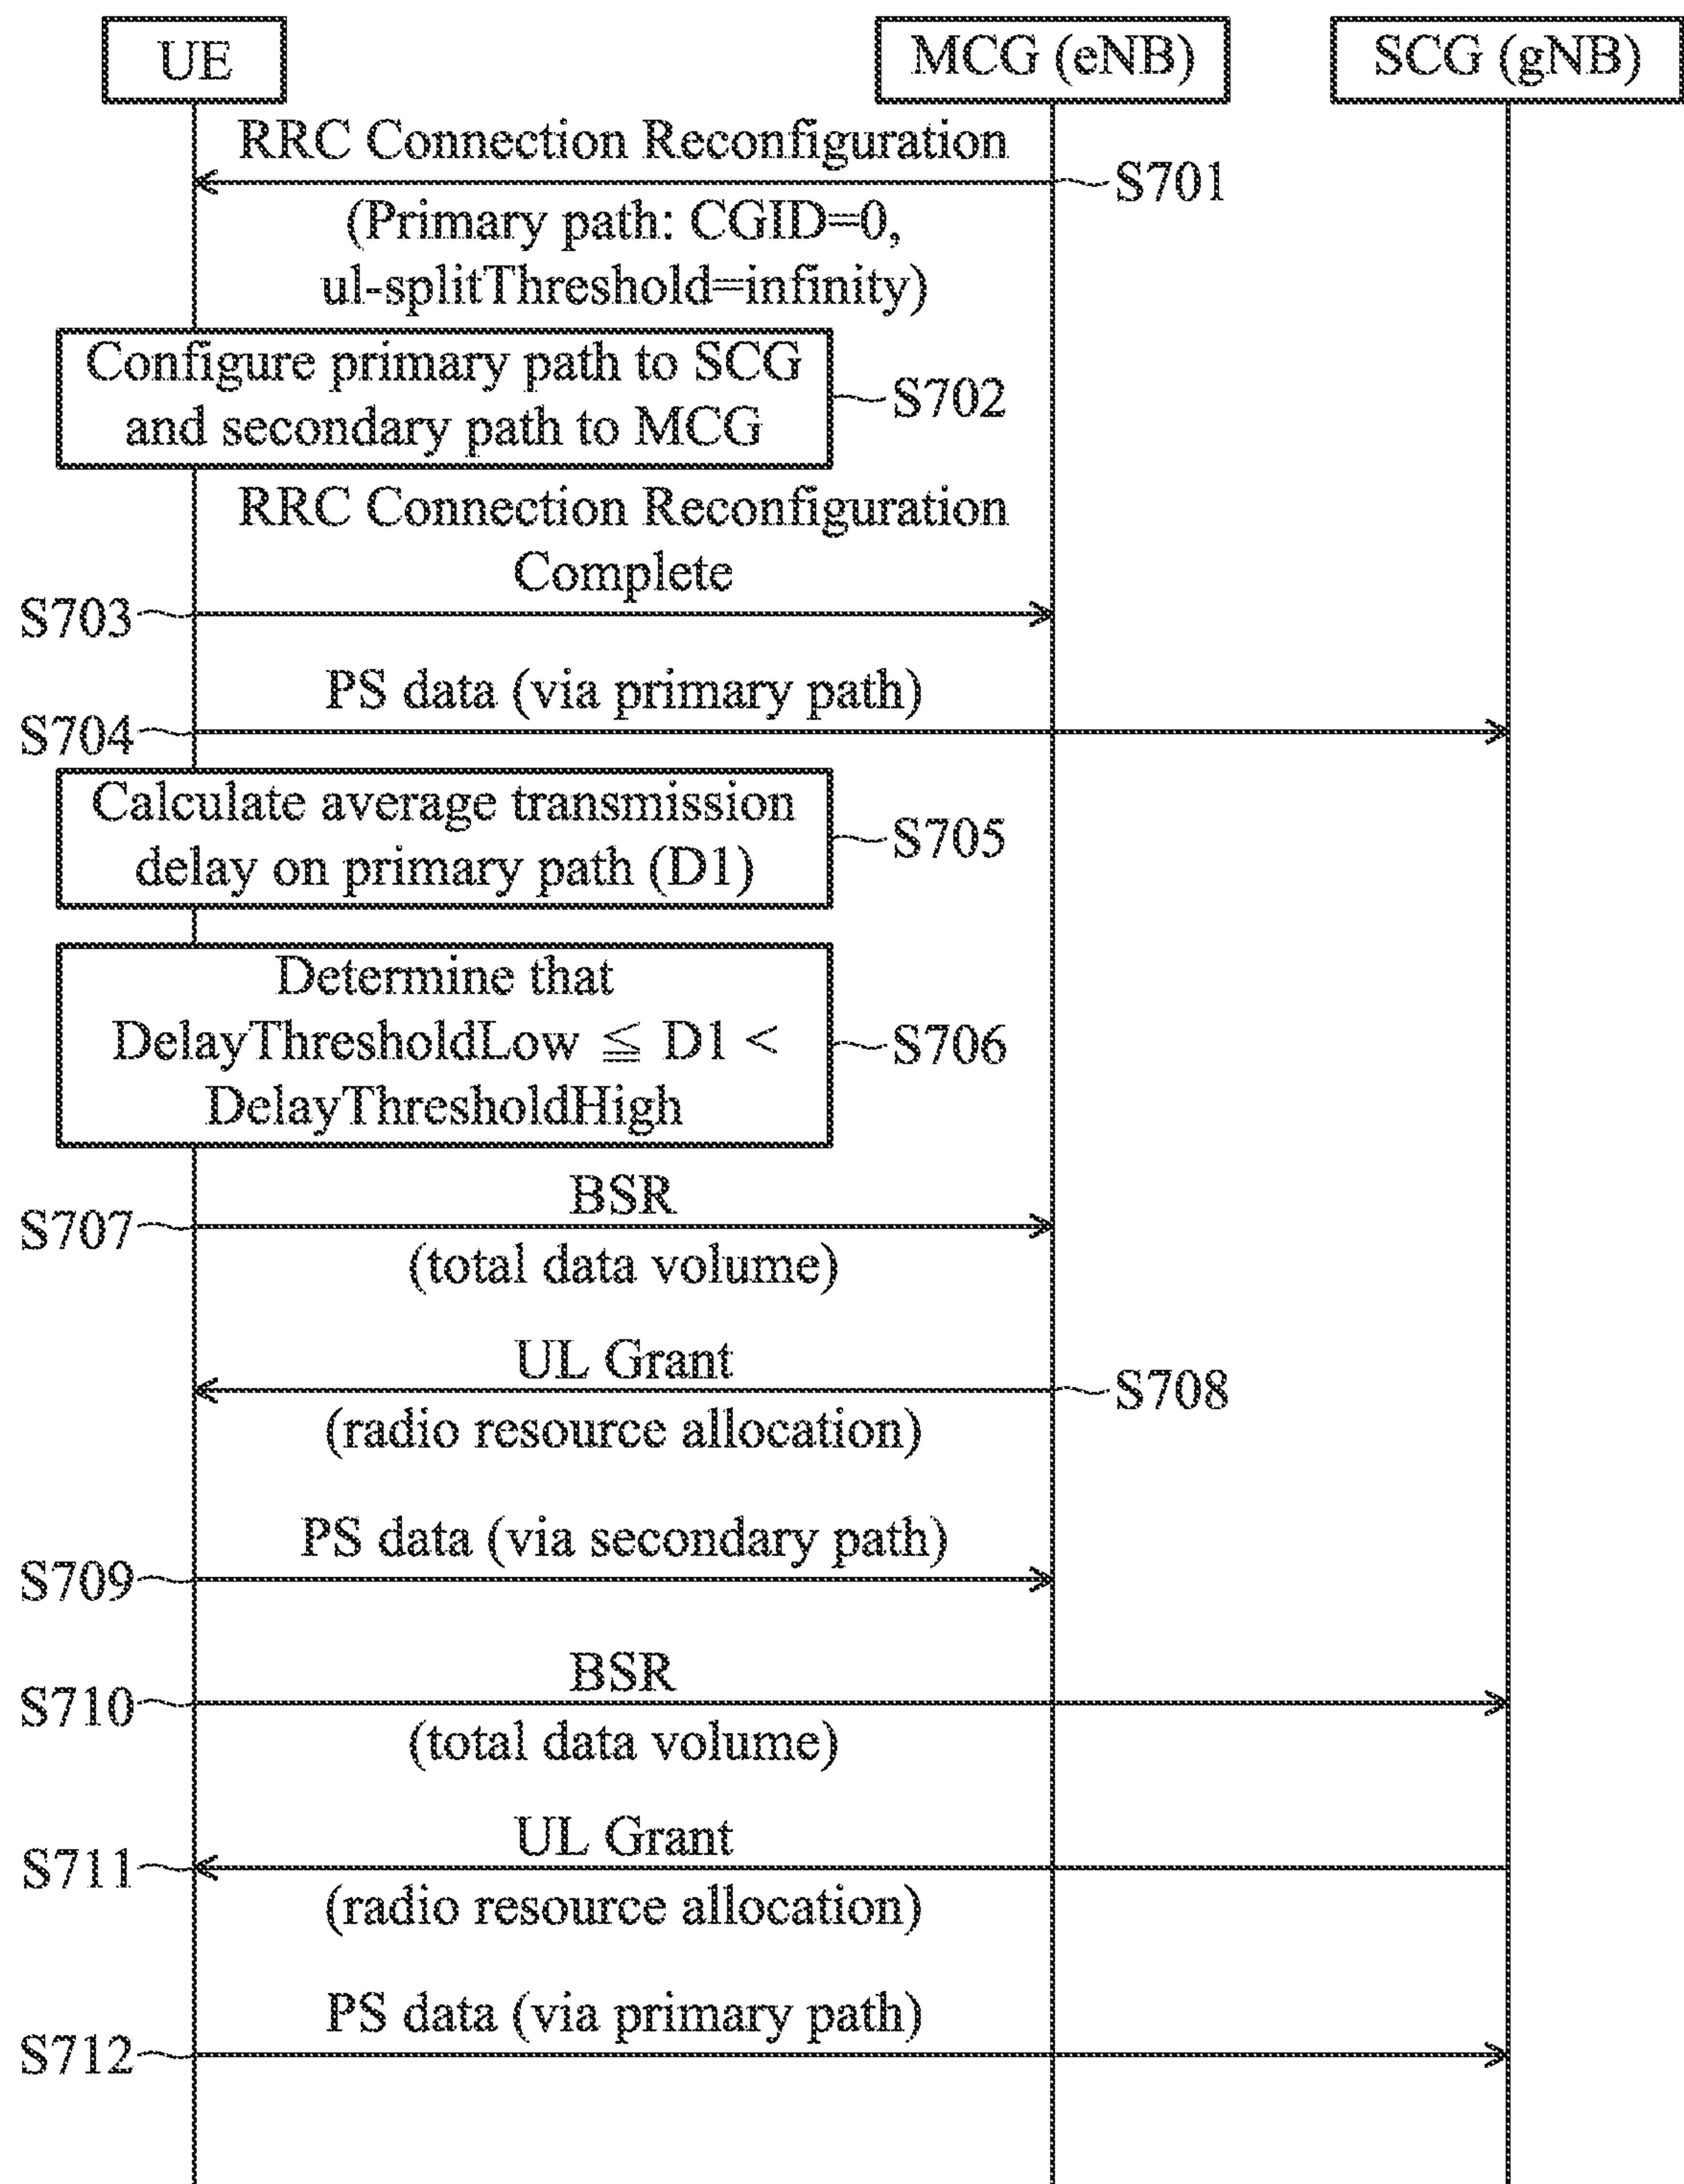 UE
MCG (eNB)
SCG (gNB)
RRC Connection Reconfiguration
S701
(Primary path: CGID=0,
ul-splitThreshold=infinity)
Configure primary path to SCG
and secondary path to MCG
S702
RRC Connection Reconfiguration
Complete
S703
PS data (via primary path)
S704
Calculate average transmission
delay on primary path (D1)
S705
Determine that
DelayThresholdLow ≦ D1 <
DelayThresholdHigh
S706
BSR
S707
(total data volume)
UL Grant
S708
(radio resource allocation)
PS data (via secondary path)
S709
BSR
S710
(total data volume)
UL Grant
S711
(radio resource allocation)
PS data (via primary path)
S712